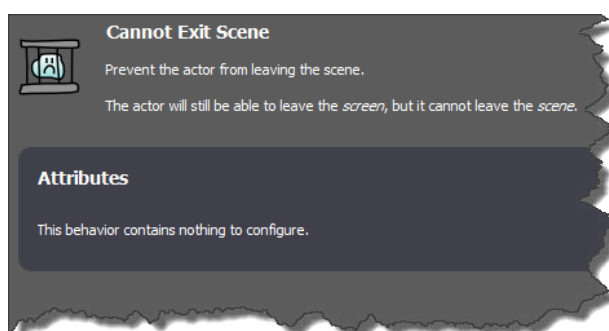 Cannot Exit Scene
Prevent the actor from leaving the scene.
The actor will still be able to leave the screen, but it cannot leave the scene.
Attributes
This behavior contains nothing to configure.